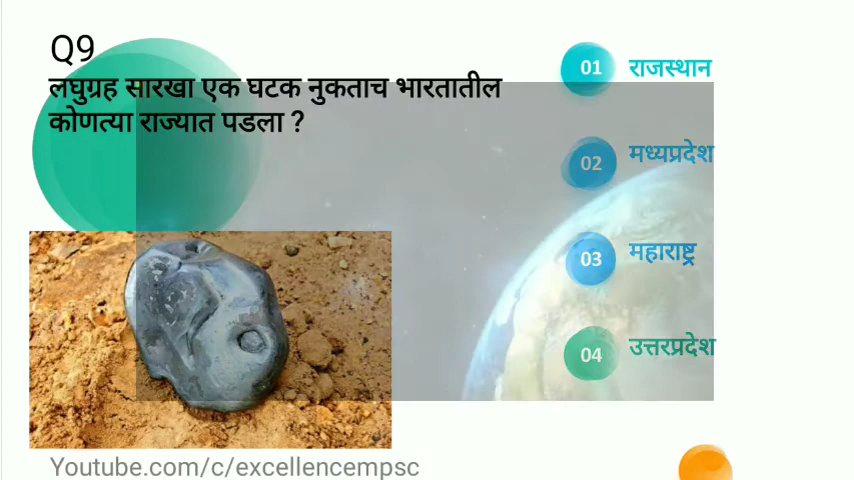 Q9
लघुग्रह सारखा एक घटक नुकताच भारतातील
कोणत्या राज्यात पडला ?
01 राजस्थान
02 मध्यप्रदेश
03 महाराष्ट्र
04 उत्तरप्रदेश
Youtube.com/c/excellencempsc